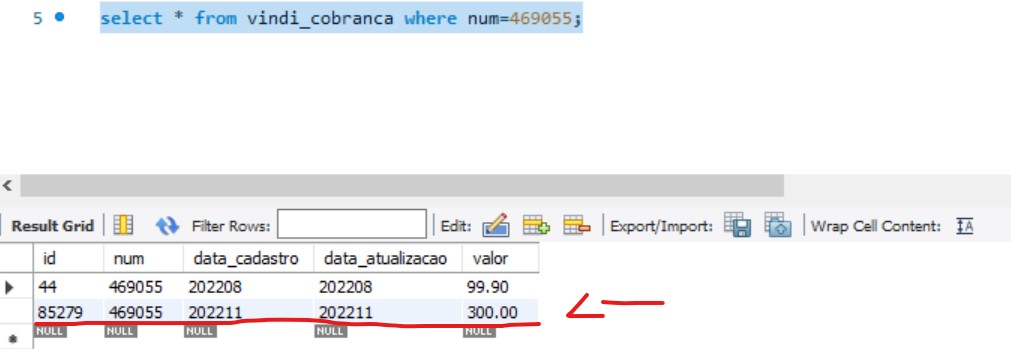 5 select * from vindi_cobranca where num=469055;
Result Grid Filter Rows: Edit: Export/Import: Wrap Cell Content: IA
id num data_cadastro data_atualizacao valor
44 469055 202208 202208 99.90
85279 469055 202211 202211 300.00
NULL NULL NULL NULL NULL